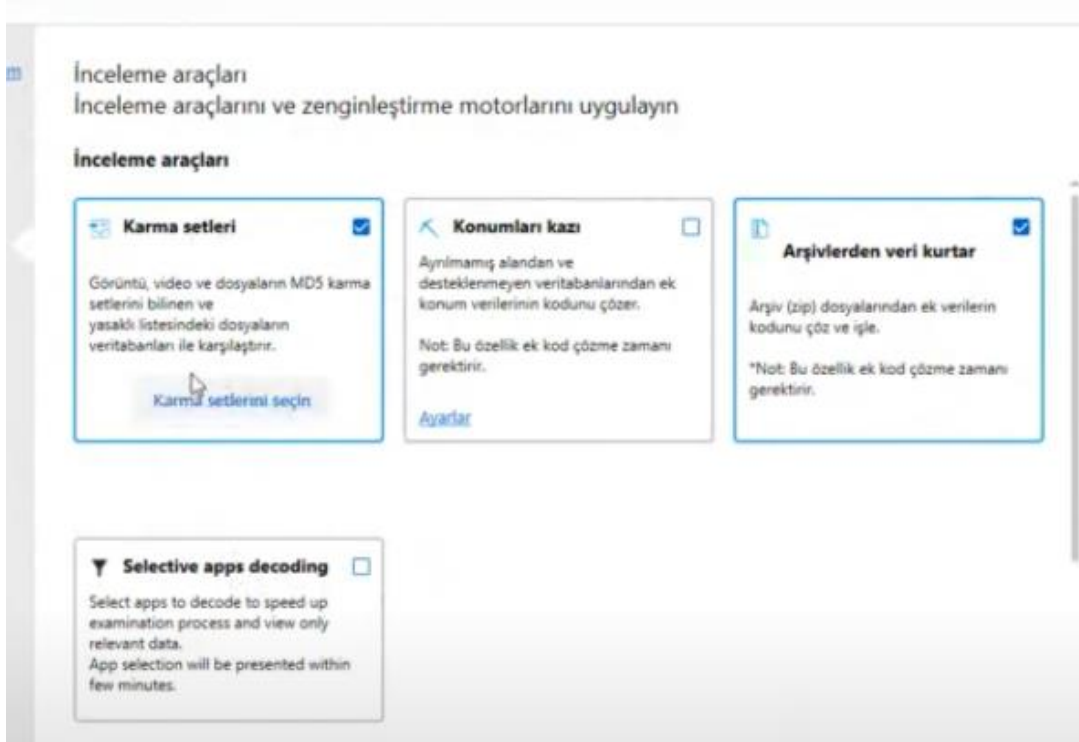 m
İnceleme araçları
İnceleme araçlarını ve zenginleştirme motorlarını uygulayın
İnceleme araçları
Karma setleri
Görüntü, video ve dosyaların MD5 karma
setlerini bilinen ve
yasaklı listesindeki dosyaların
veritabanları ile karşılaştırır.
Karma setlerini seçin
Konumları kazı
Ayrılmamış alandan ve
desteklenmeyen veritabanlarından ek
konum verilerinin kodunu çözer.
Not: Bu özellik ek kod çözme zamanı
gerektirir.
Ayarlar
Arşivlerden veri kurtar
Arşiv (zip) dosyalarından ek verilerin
kodunu çöz ve işle.
*Not: Bu özellik ek kod çözme zamanı
gerektirir.
Selective apps decoding
Select apps to decode to speed up
examination process and view only
relevant data.
App selection will be presented within
few minutes.